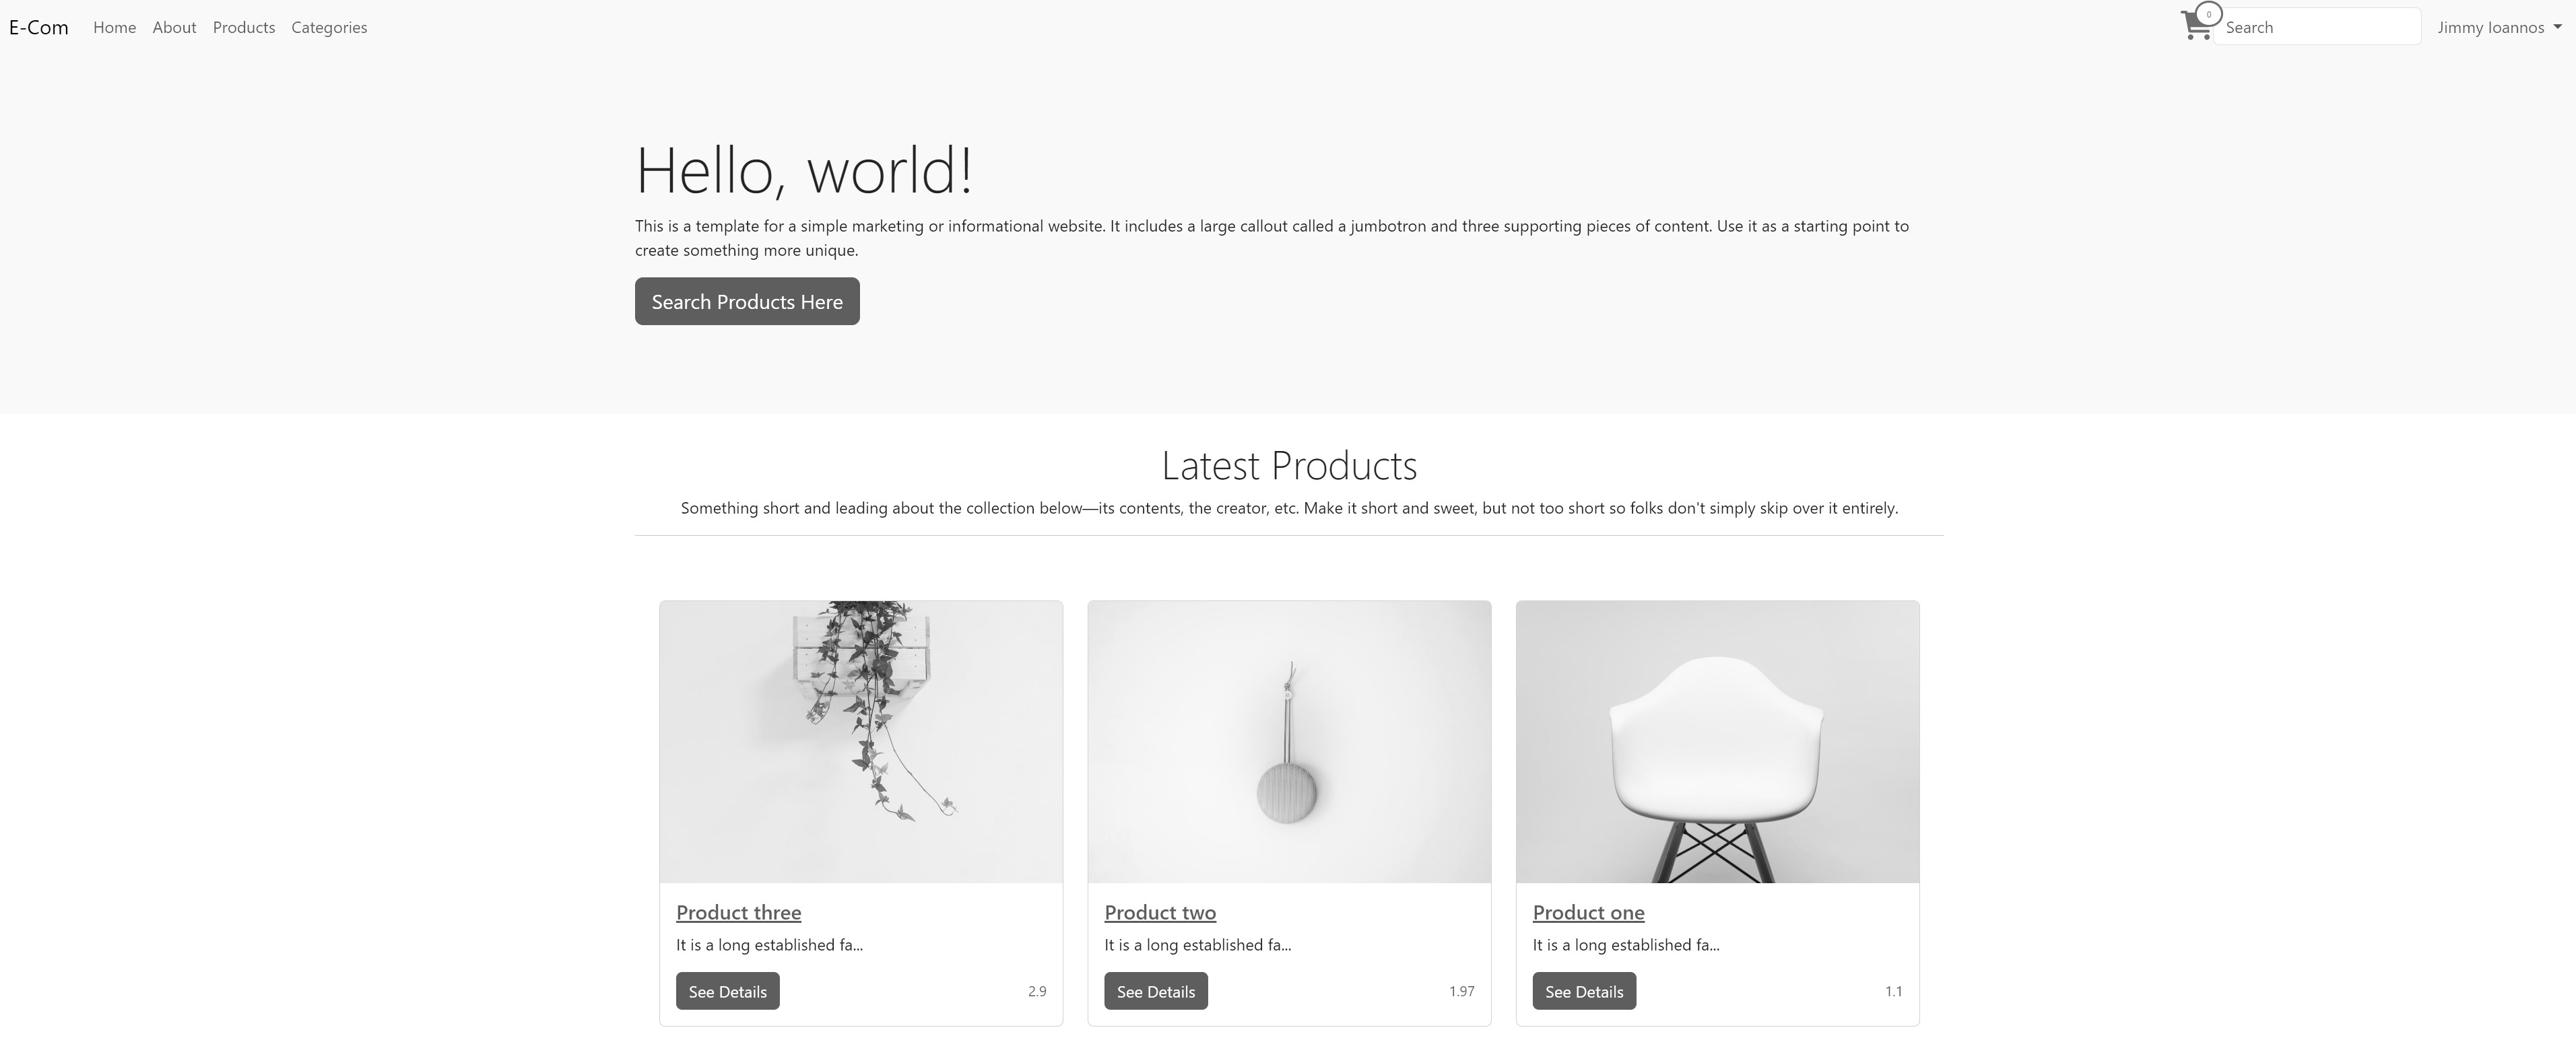 E-Com Home About Products Categories 0 Search Jimmy Ioannos
Hello, world!
This is a template for a simple marketing or informational website. It includes a large callout called a jumbotron and three supporting pieces of content. Use it as a starting point to
create something more unique.
Search Products Here
Latest Products
Something short and leading about the collection below—its contents, the creator, etc. Make it short and sweet, but not too short so folks don't simply skip over it entirely.
Product three
It is a long established fa...
See Details 2.9
Product two
It is a long established fa...
See Details 1.97
Product one
It is a long established fa...
See Details 1.1